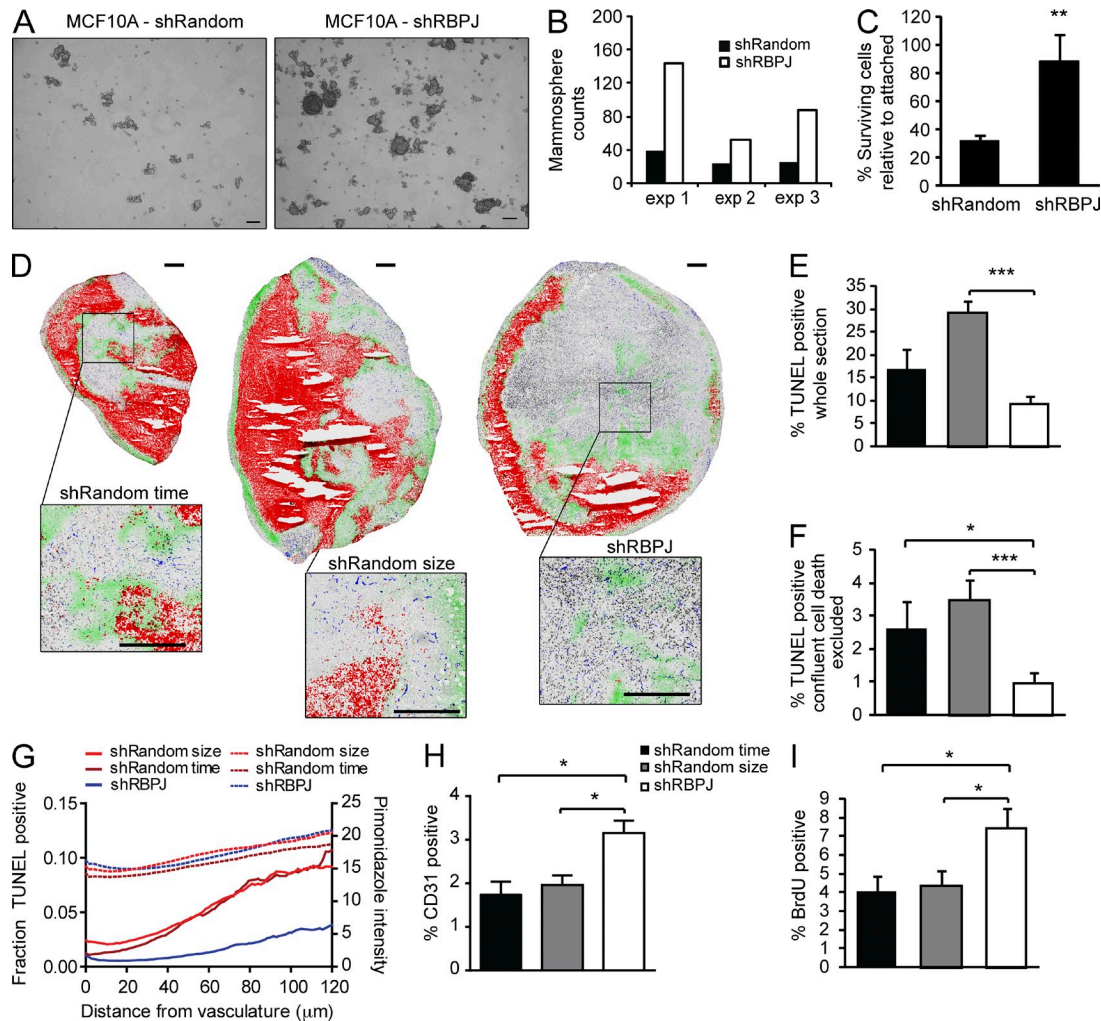 A
MCF10A - shRandom
MCF10A - shRBPJ
B
Mammosphere
counts
200
160
120
80
40
0
shRandom
shRBPJ
exp 1
exp 2
exp 3
C
% Surviving cells
relative to attached
120
100
80
60
40
20
0
**
shRandom
shRBPJ
D
shRandom time
shRandom size
shRBPJ
E
% TUNEL positive
whole section
35
30
25
20
15
10
5
0
***
F
% TUNEL positive
confluent cell death
excluded
6
5
4
3
2
1
0
*
***
G
shRandom size
shRandom time
shRBPJ
shRandom size
shRandom time
shRBPJ
Fraction TUNEL positive
0.15
0.10
0.05
0.00
Pimonidazole intensity
25
20
15
10
5
0
0
20
40
60
80
100
120
Distance from vasculature (μm)
H
% CD31 positive
4
3
2
1
0
*
*
shRandom time
shRandom size
shRBPJ
I
% BrdU positive
9
8
7
6
5
4
3
2
1
0
*
*